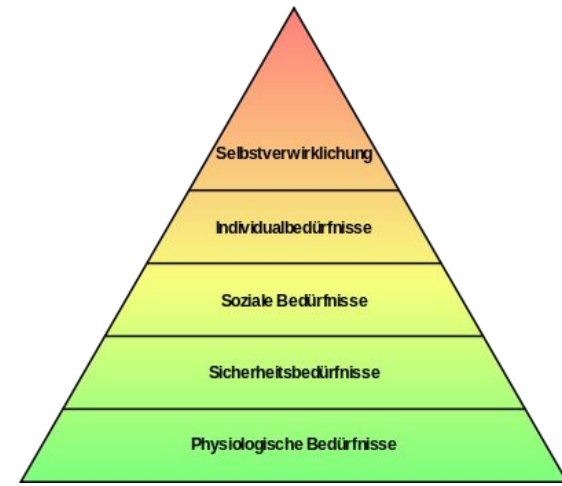 Selbstverwirklichung
Individualbedürfnisse
Soziale Bedürfnisse
Sicherheitsbedürfnisse
Physiologische Bedürfnisse